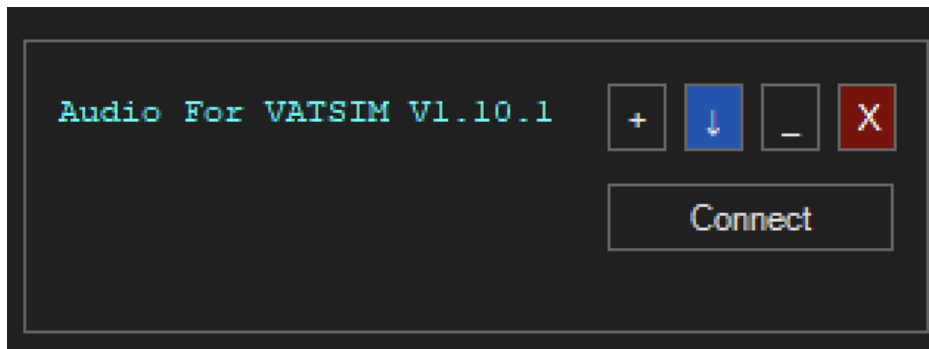 Audio For VATSIM V1.10.1 + ↓ _ X
Connect